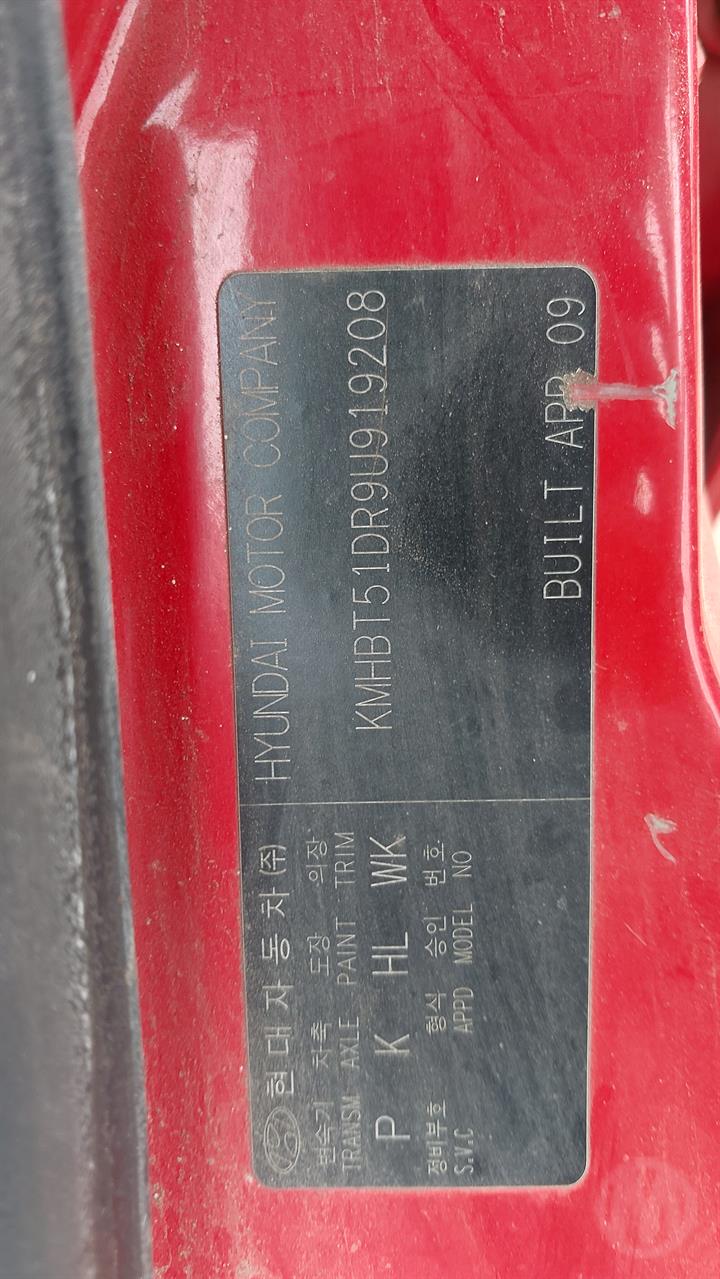 현대자동차(주) HYUNDAI MOTOR COMPANY
변속기 차축 도장 의장
TRANSM AXLE PAINT TRIM
KMHBT51DR9U919208
P K HL WK
정비부호 형식 승인 번호
S.V.C APPD MODEL NO
BUILT APR 09